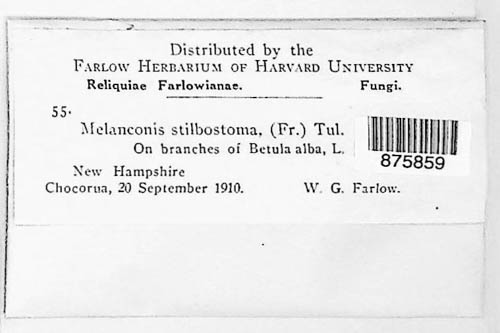 Distributed by the
FARLOW HERBARIUM OF HARVARD UNIVERSITY
Reliquiae Farlowianae. Fungi.
55.
Melanconis stilbostoma, (Fr.) Tul.
On branches of Betula alba, L.
875859
New Hampshire
Chocorua, 20 September 1910. W. G. Farlow.